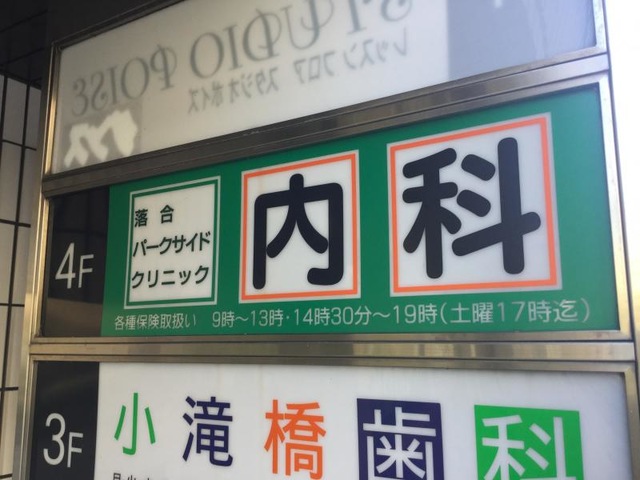 STUDIO POISE
レッスンフロア スタジオポイズ
4F
落合
パークサイド
クリニック
内科
各種保険取扱い 9時〜13時・14時30分〜19時(土曜17時迄)
3F
小滝橋歯科